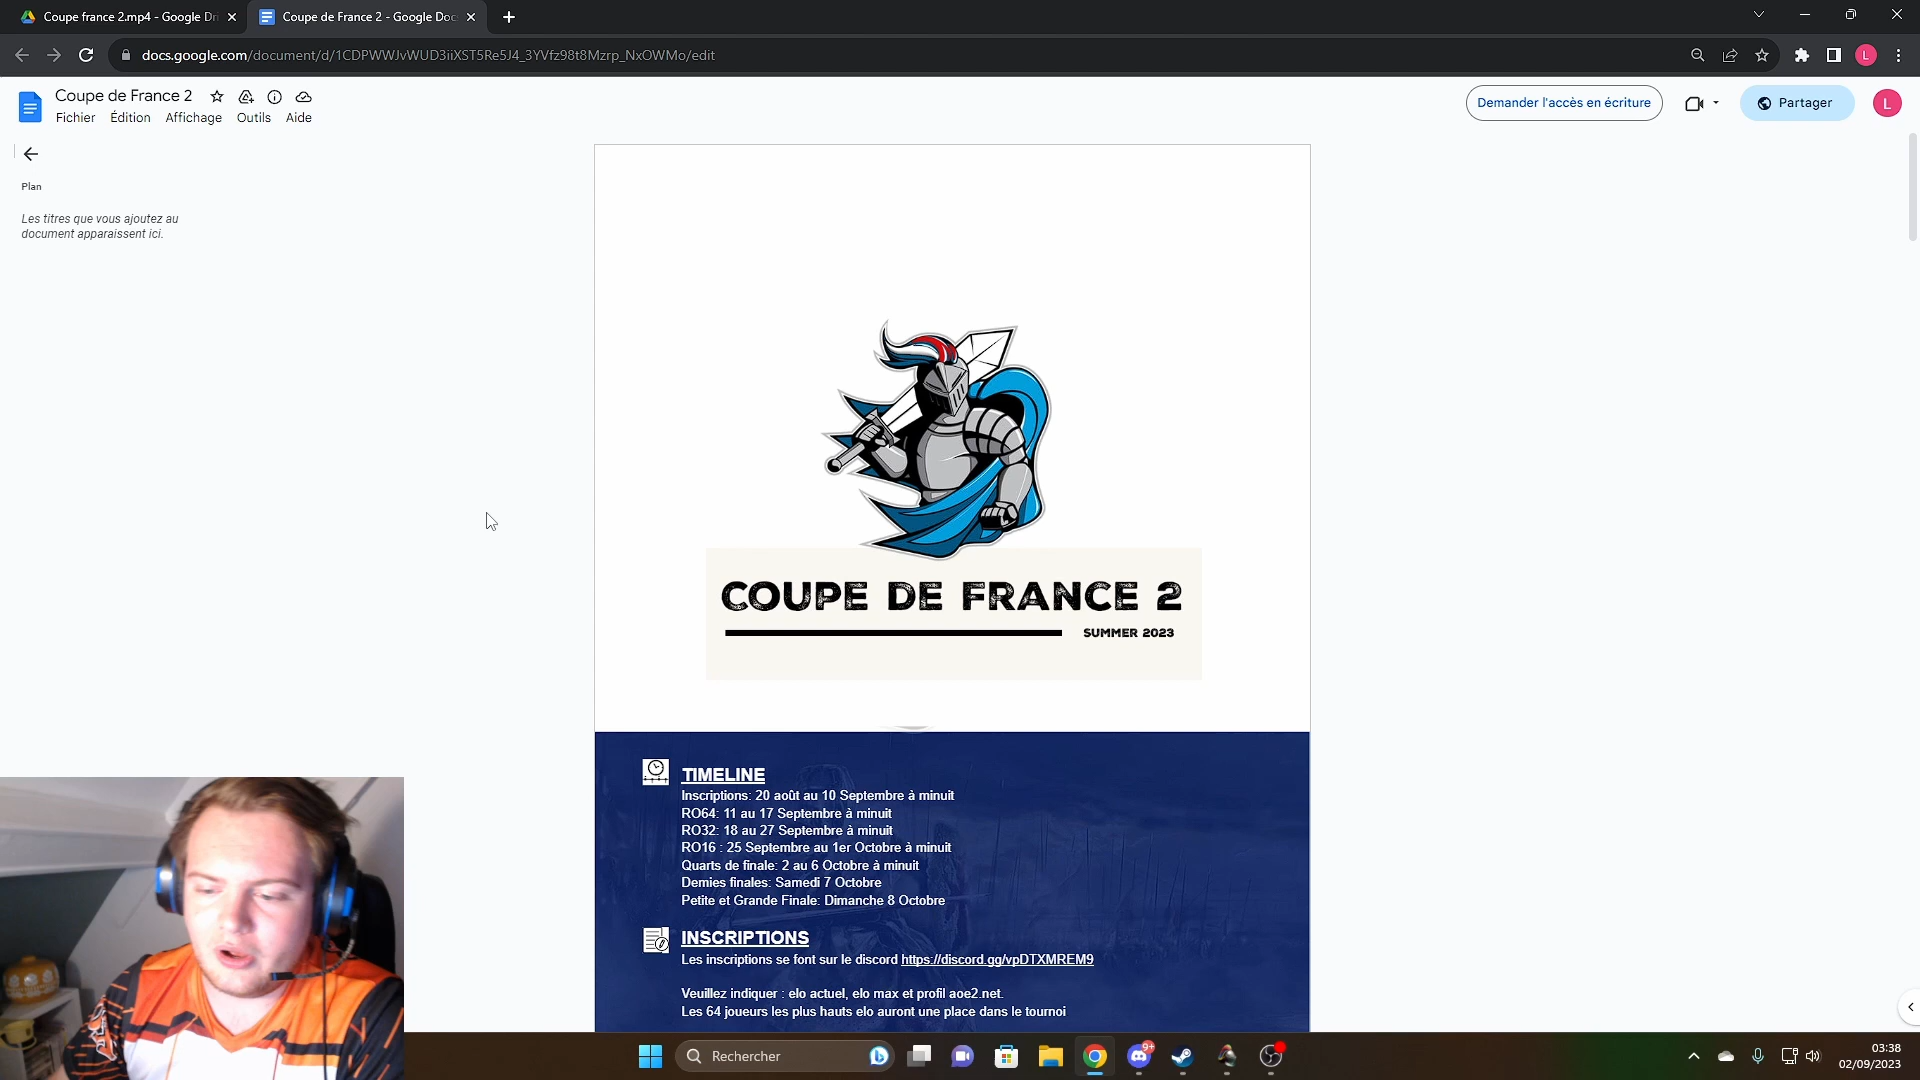 Coupe france 2.mp4 - Google Dri
Coupe de France 2 - Google Doc
docs.google.com/document/d/1CDPWWJvWUD3iiXST5Re5J4_3YVfz98t8Mzrp_NxOWMo/edit
L
Coupe de France 2
Fichier Édition Affichage Outils Aide
Demander l'accès en écriture
Partager
L
Plan
Les titres que vous ajoutez au
document apparaissent ici.
COUPE DE FRANCE 2
SUMMER 2023
TIMELINE
Inscriptions: 20 août au 10 Septembre à minuit
RO64: 11 au 17 Septembre à minuit
RO32: 18 au 27 Septembre à minuit
RO16 : 25 Septembre au 1er Octobre à minuit
Quarts de finale: 2 au 6 Octobre à minuit
Demies finales: Samedi 7 Octobre
Petite et Grande Finale: Dimanche 8 Octobre
INSCRIPTIONS
Les inscriptions se font sur le discord https://discord.gg/vpDTXMREM9
Veuillez indiquer : elo actuel, elo max et profil aoe2.net.
Les 64 joueurs les plus hauts elo auront une place dans le tournoi
Rechercher
9+
03:38
02/09/2023